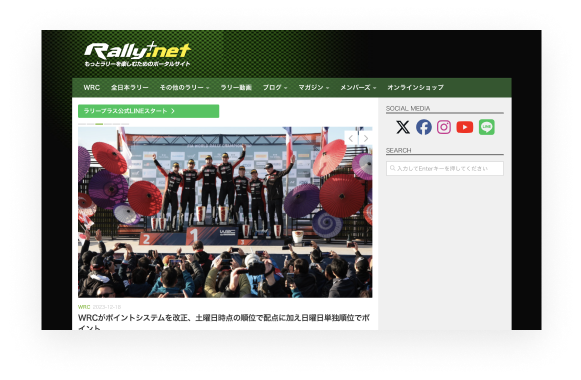 Rally+.net
もっとラリーを楽しむためのポータルサイト
WRC 全日本ラリー その他のラリー ラリー動画 ブログ マガジン メンバーズ オンラインショップ
ラリープラス公式LINEスタート
SOCIAL MEDIA
LINE
SEARCH
入力してEnterキーを押してください
2 1 WRC 3
WRC
WRCがポイントシステムを改正、土曜日時点の順位で配点に加え日曜日単独順位でポ
イント